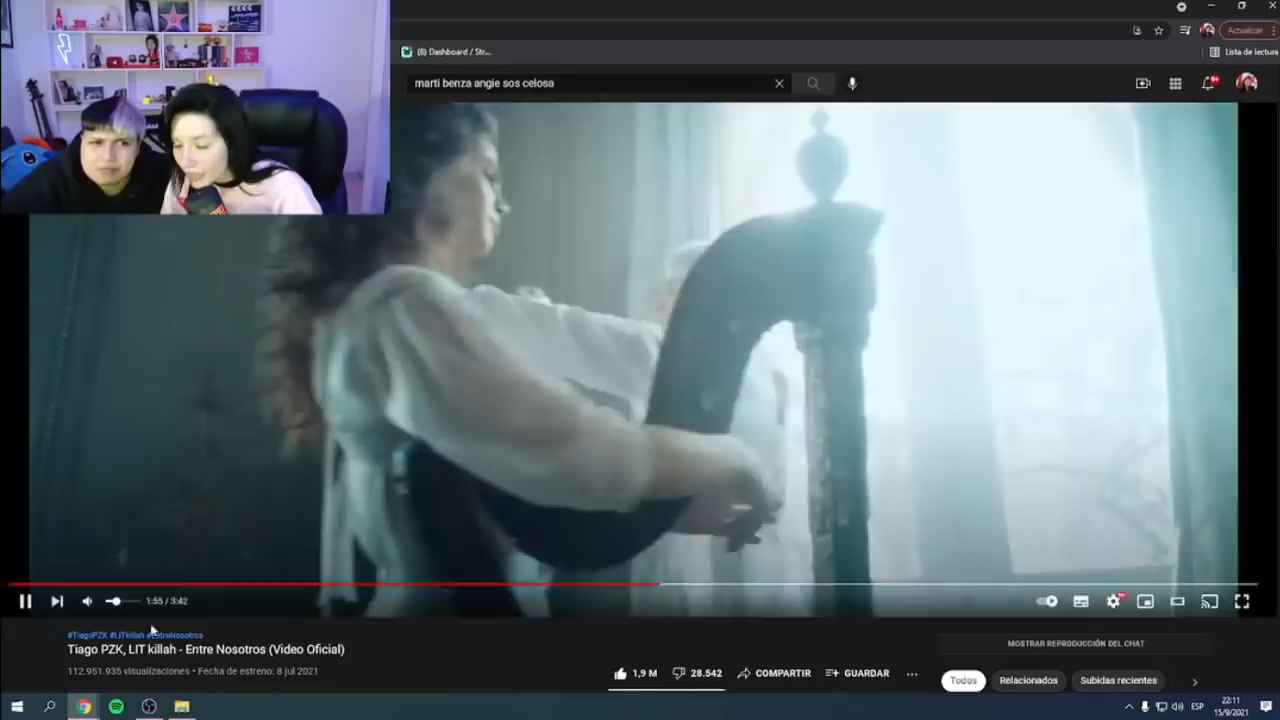 Actualizar
(8) Dashboard / Str...
Lista de lectura
marti benza angie sos celosa
9+
1:55 / 3:42
#TiagoPZK #LITkillah #EntreNosotros
Tiago PZK, LIT killah - Entre Nosotros (Video Oficial)
112.951.935 visualizaciones • Fecha de estreno: 8 jul 2021
1,9 M
28.542
COMPARTIR
GUARDAR
MOSTRAR REPRODUCCIÓN DEL CHAT
Todos
Relacionados
Subidas recientes
ESP
22:11
15/9/2021